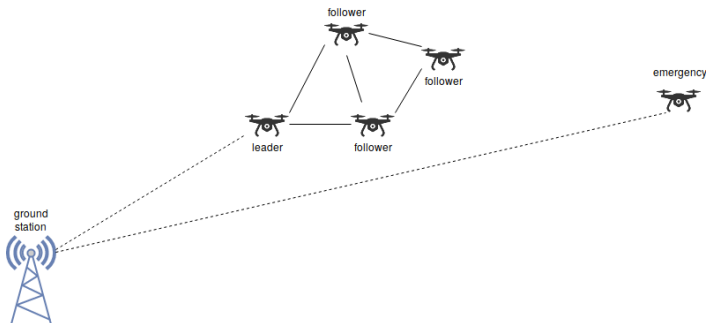 follower
follower
emergency
leader
follower
ground
station